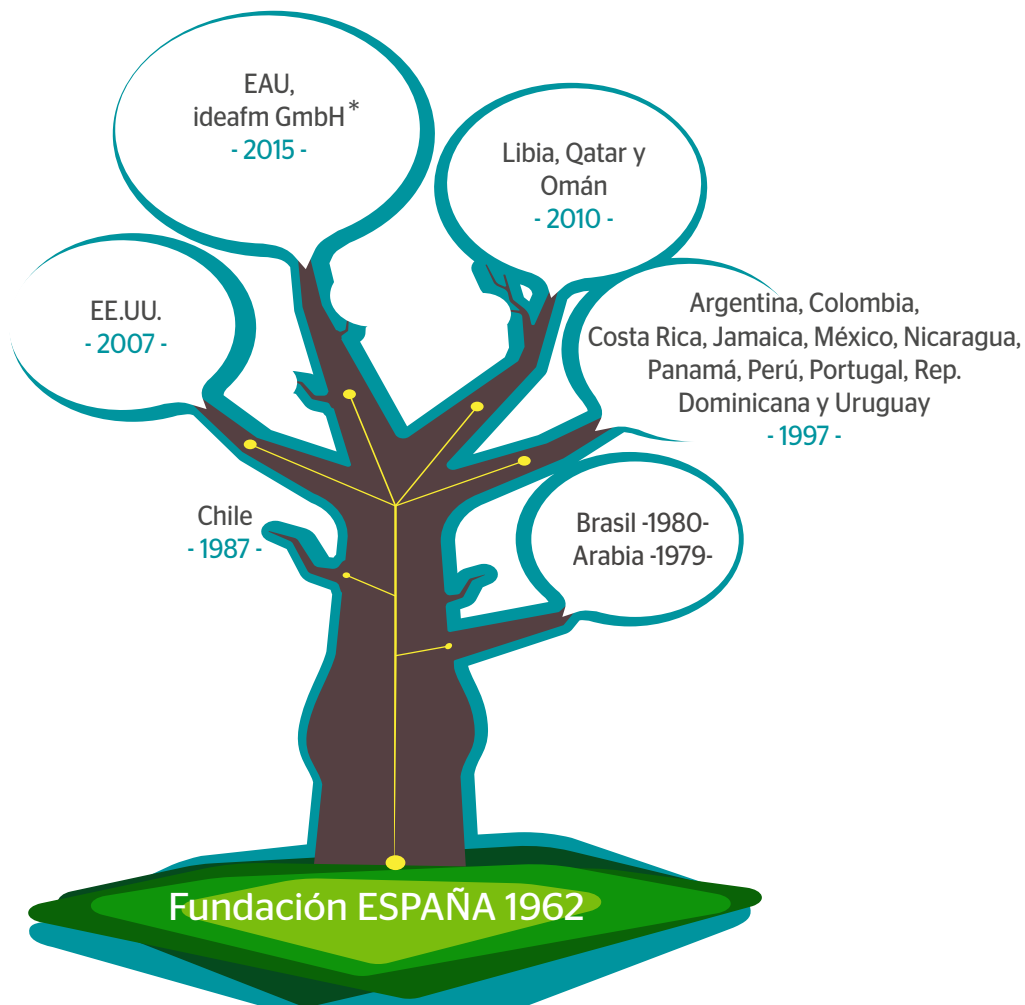 EAU,
ideafm GmbH*
- 2015 -
Libia, Qatar y
Omán
- 2010 -
EE.UU.
- 2007 -
Argentina, Colombia,
Costa Rica, Jamaica, México, Nicaragua,
Panamá, Perú, Portugal, Rep.
Dominicana y Uruguay
- 1997 -
Chile
- 1987 -
Brasil -1980-
Arabia -1979-
Fundación ESPAÑA 1962